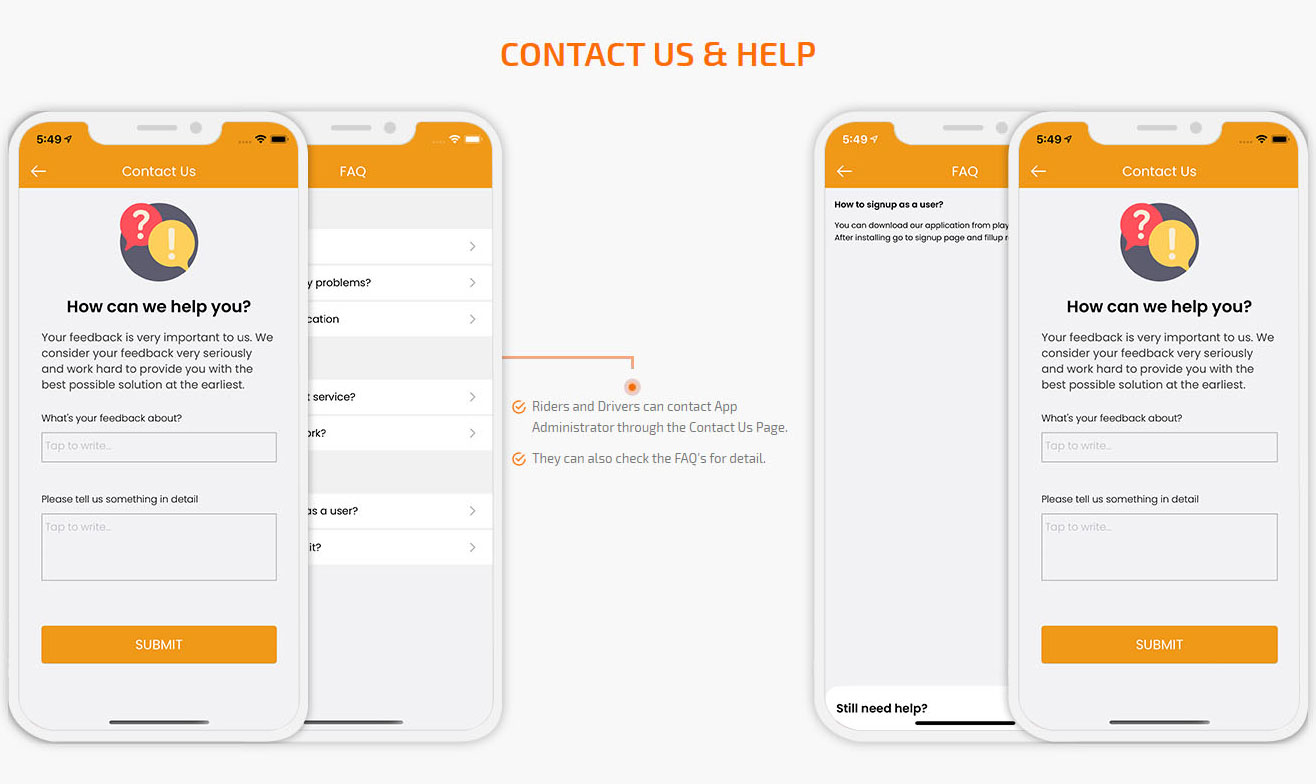 CONTACT US & HELP
5:49
Contact Us
?
!
How can we help you?
Your feedback is very important to us. We
consider your feedback very seriously
and work hard to provide you with the
best possible solution at the earliest.
What's your feedback about?
Tap to write...
Please tell us something in detail
Tap to write...
SUBMIT
FAQ
y problems?
cation
t service?
ork?
as a user?
it?
Riders and Drivers can contact App
Administrator through the Contact Us Page.
They can also check the FAQ's for detail.
5:49
FAQ
How to signup as a user?
You can download our application from play
After installing go to signup page and fillup
Still need help?
5:49
Contact Us
?
!
How can we help you?
Your feedback is very important to us. We
consider your feedback very seriously
and work hard to provide you with the
best possible solution at the earliest.
What's your feedback about?
Tap to write...
Please tell us something in detail
Tap to write...
SUBMIT